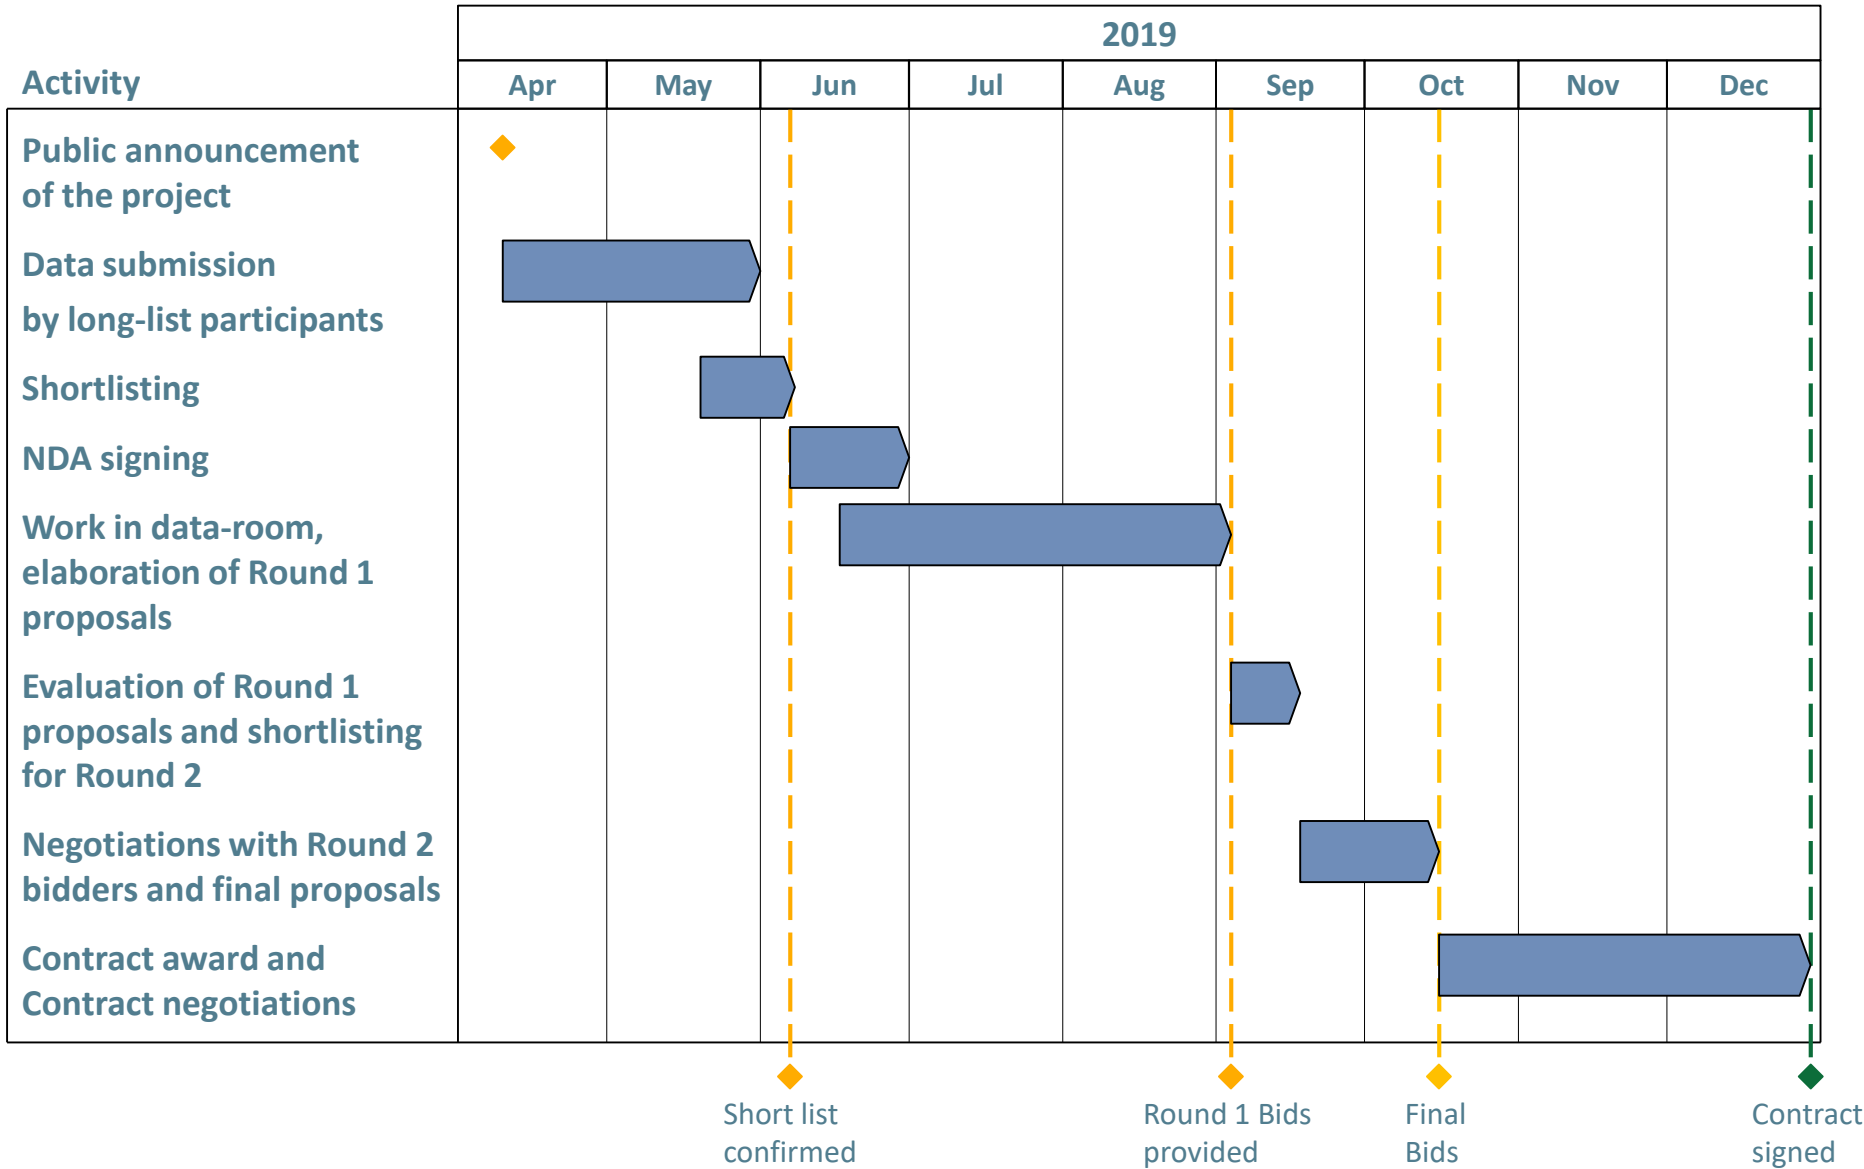 2019
Activity
Apr May Jun Jul Aug Sep Oct Nov Dec
Public announcement
of the project
Data submission
by long-list participants
Shortlisting
NDA signing
Work in data-room,
elaboration of Round 1
proposals
Evaluation of Round 1
proposals and shortlisting
for Round 2
Negotiations with Round 2
bidders and final proposals
Contract award and
Contract negotiations
Short list
confirmed
Round 1 Bids
provided
Final
Bids
Contract
signed